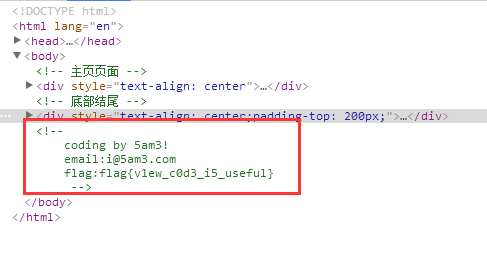 <!DOCTYPE html>
<html lang="en">
▶<head>…</head>
▼<body>
<!-- 主页页面 -->
▶<div style="text-align: center">…</div>
<!-- 底部结尾 -->
… ▶<div style="text-align: center;padding-top: 200px;">…</div>
<!--
coding by 5am3!
email:i@5am3.com
flag:flag{v1ew_c0d3_i5_useful}
-->
</body>
</html>